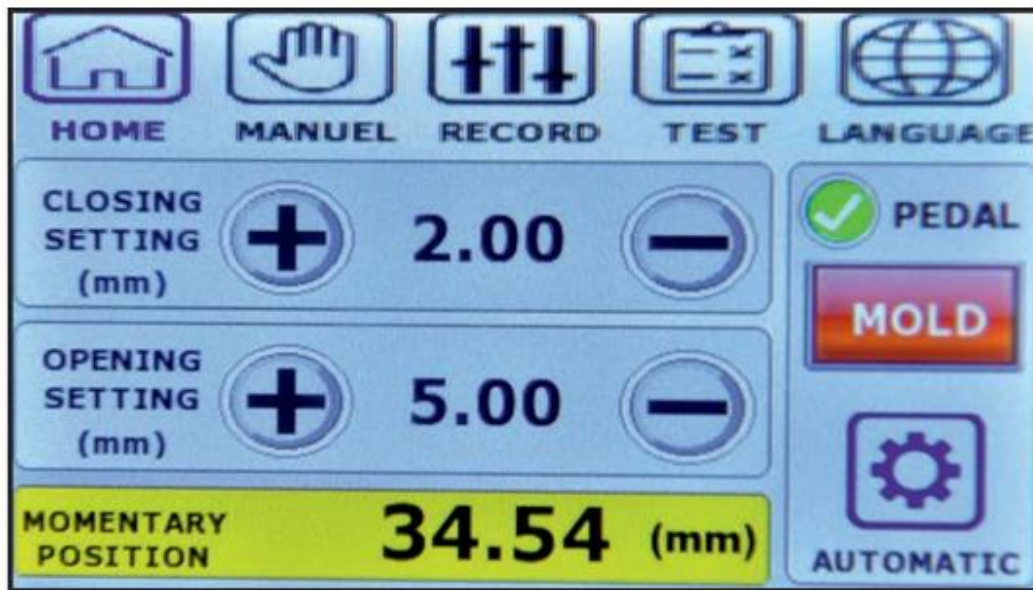 HOME MANUEL RECORD TEST LANGUAGE
CLOSING
SETTING
(mm)
2.00
PEDAL
MOLD
OPENING
SETTING
(mm)
5.00
MOMENTARY
POSITION
34.54 (mm)
AUTOMATIC